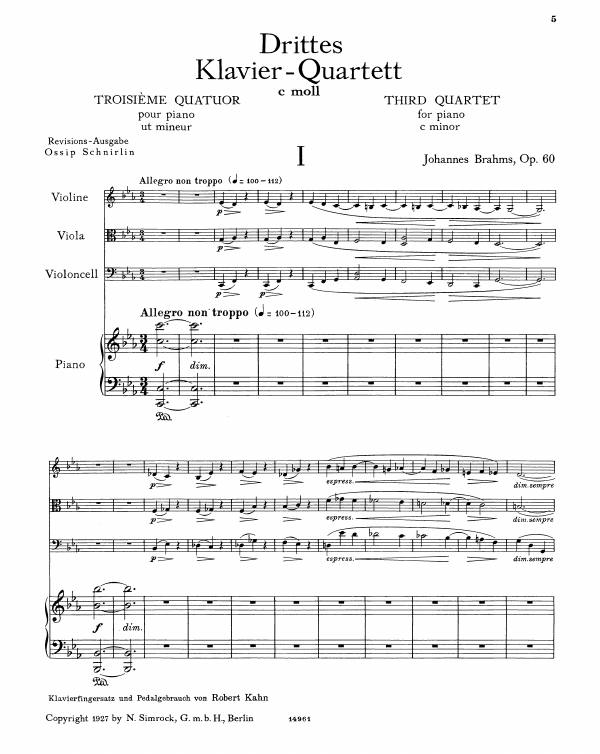 5
Drittes
Klavier-Quartett
c moll
TROISIÈME QUATUOR
pour piano
ut mineur
THIRD QUARTET
for piano
c minor
Revisions-Ausgabe
Ossip Schnirlin
I
Johannes Brahms, Op. 60
Allegro non troppo (♩ = 100-112)
Violine
p p
Viola
p p
Violoncell
p p
Allegro non troppo (♩ = 100-112)
Piano
f dim.
p p espress. dim. sempre
p p espress. dim. sempre
p p espress. dim. sempre
f dim.
Klavierfingersatz und Pedalgebrauch von Robert Kahn
Copyright 1927 by N. Simrock, G. m. b. H., Berlin
14961